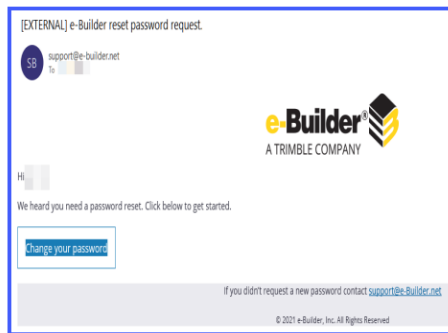 [EXTERNAL] e-Builder reset password request.
SB
support@e-builder.net
To
e-Builder®
A TRIMBLE COMPANY
Hi
We heard you need a password reset. Click below to get started.
Change your password
If you didn't request a new password contact support@e-Builder.net
© 2021 e-Builder, Inc. All Rights Reserved